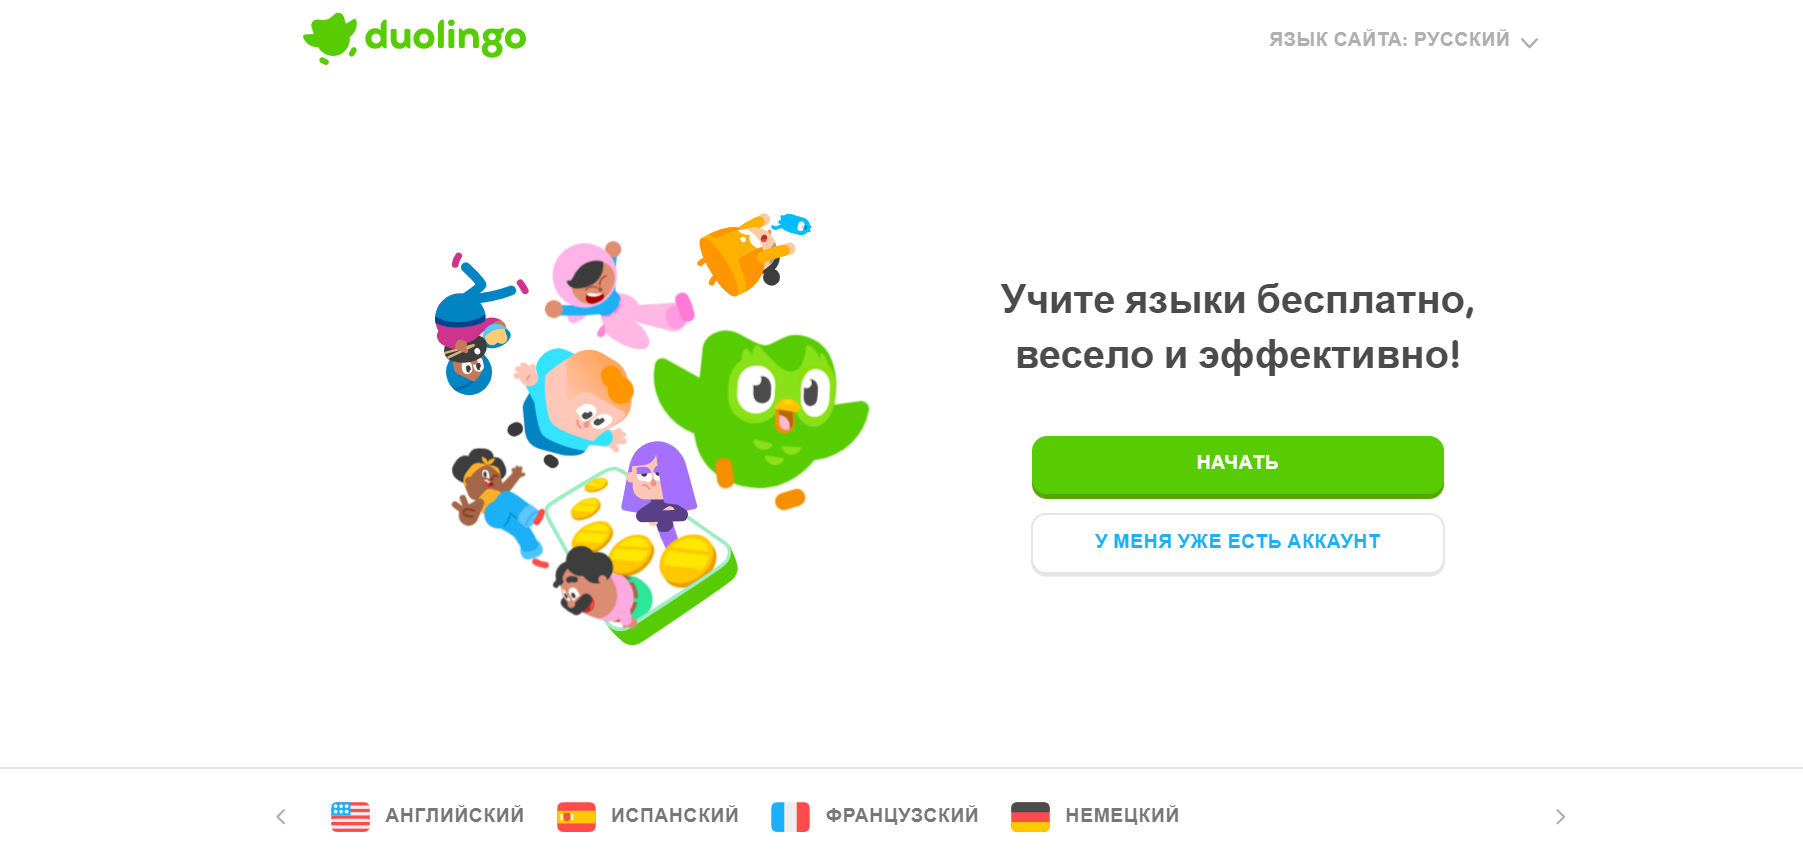 duolingo
ЯЗЫК САЙТА: РУССКИЙ
Учите языки бесплатно,
весело и эффективно!
НАЧАТЬ
У МЕНЯ УЖЕ ЕСТЬ АККАУНТ
АНГЛИЙСКИЙ
ИСПАНСКИЙ
ФРАНЦУЗСКИЙ
НЕМЕЦКИЙ